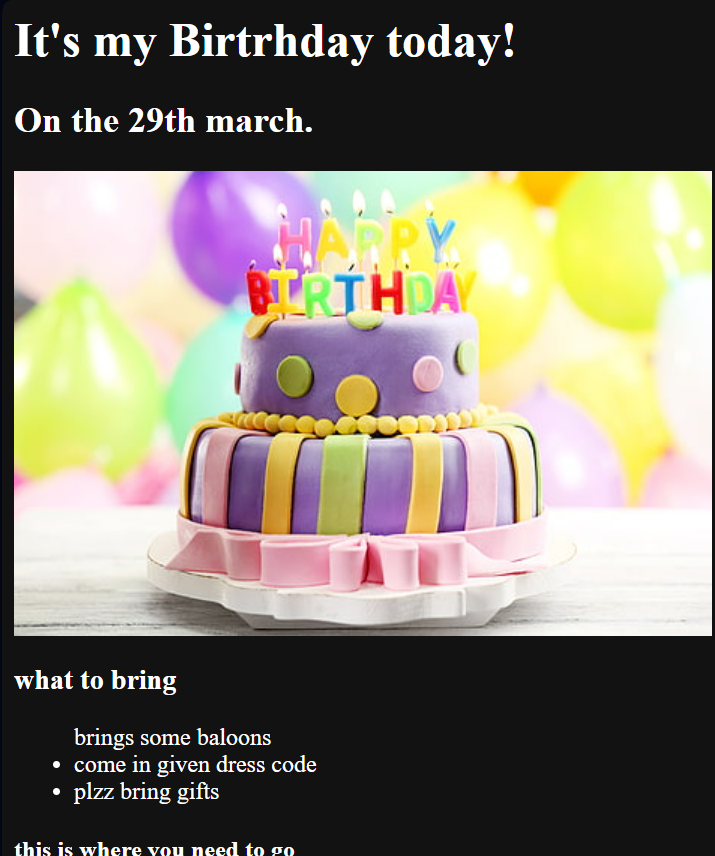 It's my Birtrhday today!
On the 29th march.
HAPPY
BIRTHDAY
what to bring
brings some baloons
come in given dress code
plzz bring gifts
this is where you need to go